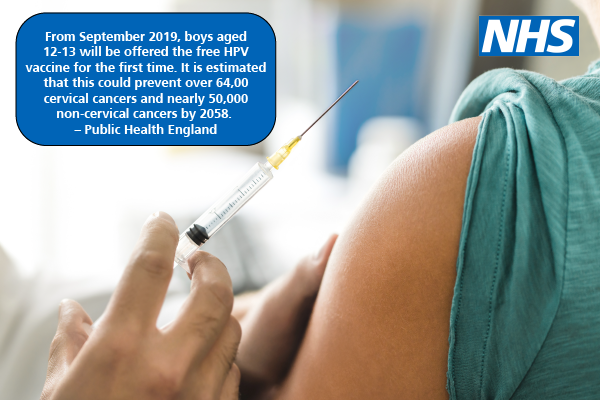 From September 2019, boys aged
12-13 will be offered the free HPV
vaccine for the first time. It is estimated
that this could prevent over 64,00
cervical cancers and nearly 50,000
non-cervical cancers by 2058.
– Public Health England
NHS